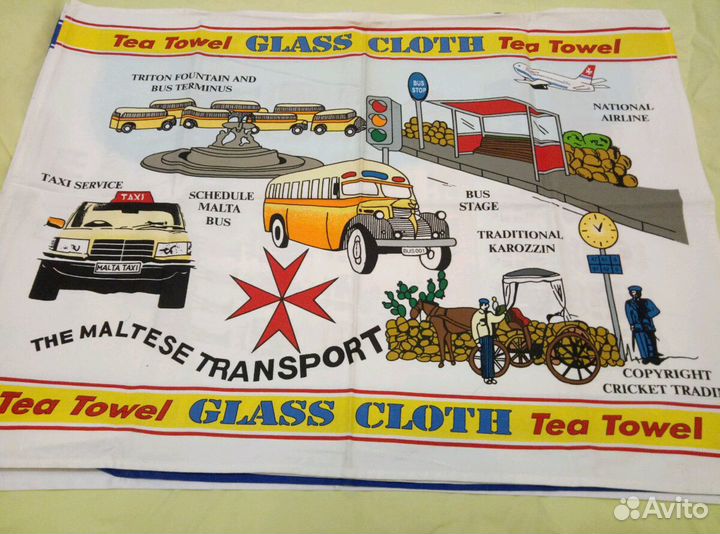 Tea Towel GLASS CLOTH Tea Towel
TRITON FOUNTAIN AND
BUS TERMINUS
BUS
STOP
NATIONAL
AIRLINE
TAXI SERVICE
TAXI
MALTA TAXI
SCHEDULE
MALTA
BUS
BUS001
BUS
STAGE
TRADITIONAL
KAROZZIN
THE MALTESE TRANSPORT
COPYRIGHT
CRICKET TRADI
Tea Towel GLASS CLOTH Tea Towel
Avito